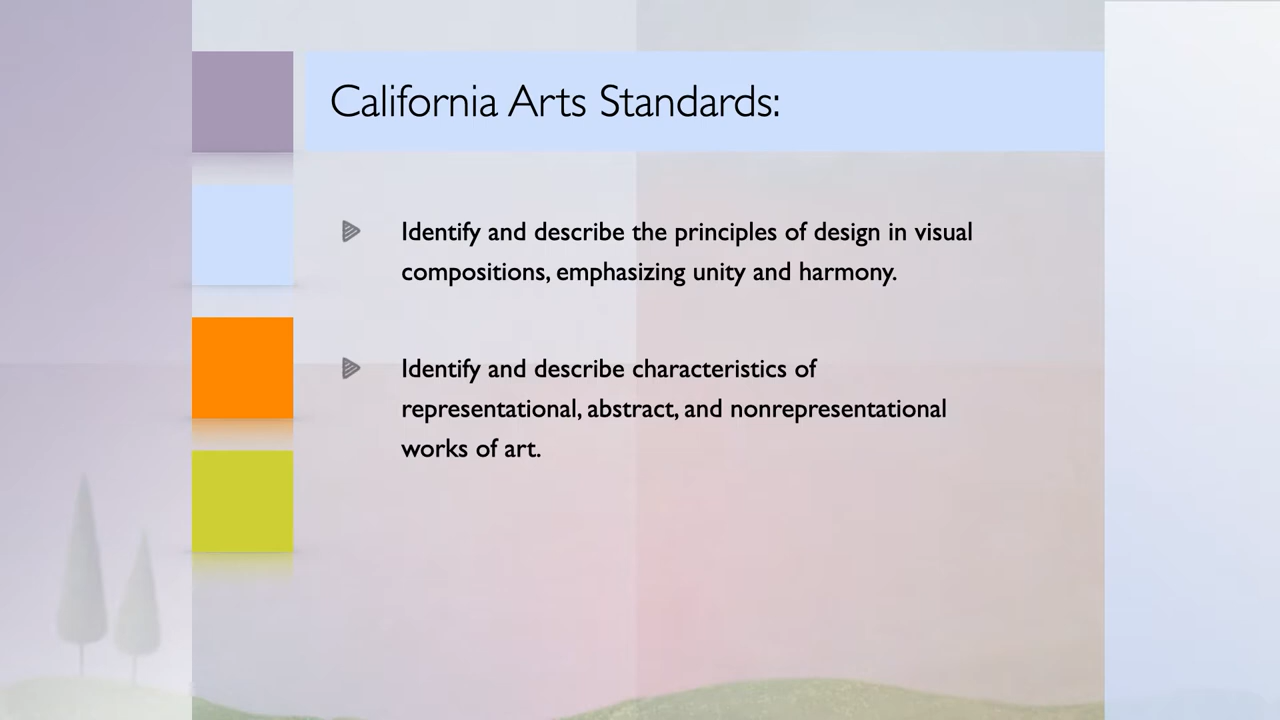 California Arts Standards:
Identify and describe the principles of design in visual
compositions, emphasizing unity and harmony.
Identify and describe characteristics of
representational, abstract, and nonrepresentational
works of art.